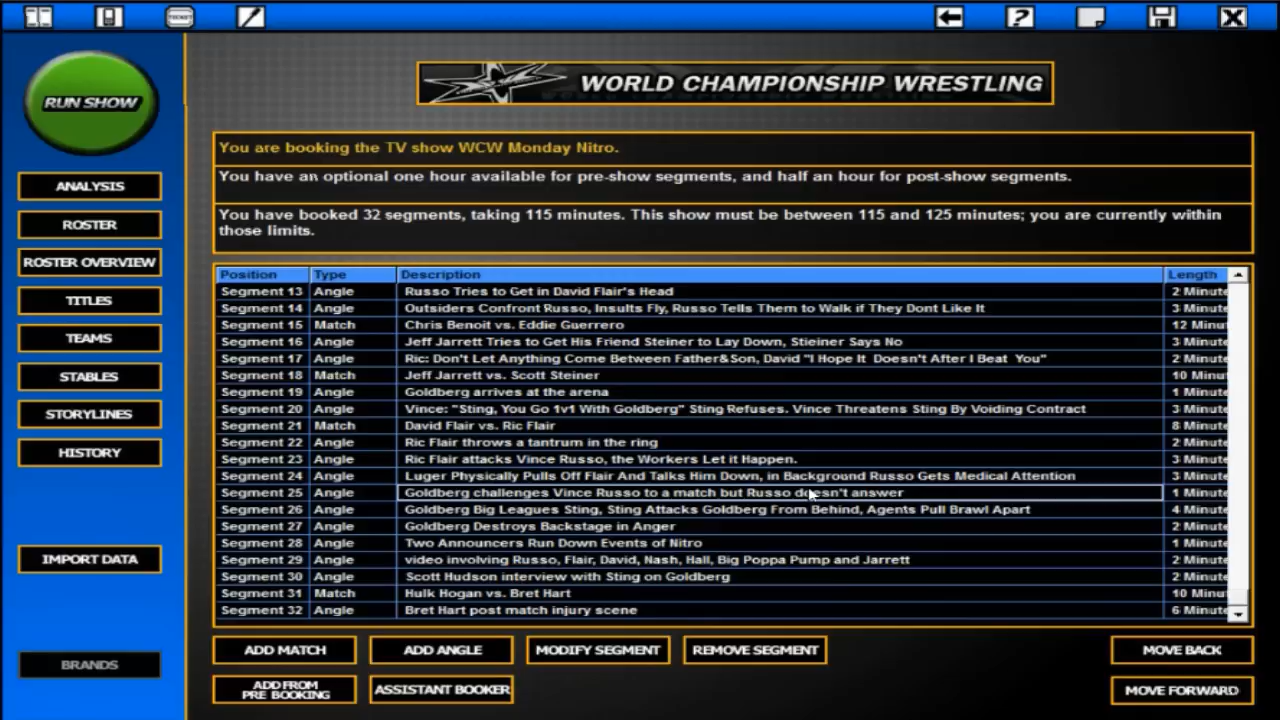 TICKET
?
RUN SHOW
ANALYSIS
ROSTER
ROSTER OVERVIEW
TITLES
TEAMS
STABLES
STORYLINES
HISTORY
IMPORT DATA
BRANDS
WORLD CHAMPIONSHIP WRESTLING
You are booking the TV show WCW Monday Nitro.
You have an optional one hour available for pre-show segments, and half an hour for post-show segments.
You have booked 32 segments, taking 115 minutes. This show must be between 115 and 125 minutes; you are currently within
those limits.
Position Type Description Length
Segment 13 Angle Russo Tries to Get in David Flair's Head 2 Minute
Segment 14 Angle Outsiders Confront Russo, Insults Fly, Russo Tells Them to Walk if They Dont Like It 3 Minute
Segment 15 Match Chris Benoit vs. Eddie Guerrero 12 Minut
Segment 16 Angle Jeff Jarrett Tries to Get His Friend Steiner to Lay Down, Stieiner Says No 3 Minute
Segment 17 Angle Ric: Don't Let Anything Come Between Father&Son, David "I Hope It Doesn't After I Beat You" 2 Minute
Segment 18 Match Jeff Jarrett vs. Scott Steiner 10 Minut
Segment 19 Angle Goldberg arrives at the arena 1 Minute
Segment 20 Angle Vince: "Sting, You Go 1v1 With Goldberg" Sting Refuses. Vince Threatens Sting By Voiding Contract 3 Minute
Segment 21 Match David Flair vs. Ric Flair 8 Minute
Segment 22 Angle Ric Flair throws a tantrum in the ring 2 Minute
Segment 23 Angle Ric Flair attacks Vince Russo, the Workers Let it Happen. 3 Minute
Segment 24 Angle Luger Physically Pulls Off Flair And Talks Him Down, in Background Russo Gets Medical Attention 3 Minute
Segment 25 Angle Goldberg challenges Vince Russo to a match but Russo doesn't answer 1 Minute
Segment 26 Angle Goldberg Big Leagues Sting, Sting Attacks Goldberg From Behind, Agents Pull Brawl Apart 4 Minute
Segment 27 Angle Goldberg Destroys Backstage in Anger 2 Minute
Segment 28 Angle Two Announcers Run Down Events of Nitro 1 Minute
Segment 29 Angle video involving Russo, Flair, David, Nash, Hall, Big Poppa Pump and Jarrett 2 Minute
Segment 30 Angle Scott Hudson interview with Sting on Goldberg 2 Minute
Segment 31 Match Hulk Hogan vs. Bret Hart 10 Minut
Segment 32 Angle Bret Hart post match injury scene 6 Minute
ADD MATCH ADD ANGLE MODIFY SEGMENT REMOVE SEGMENT MOVE BACK
ADD FROM
PRE BOOKING
ASSISTANT BOOKER
MOVE FORWARD